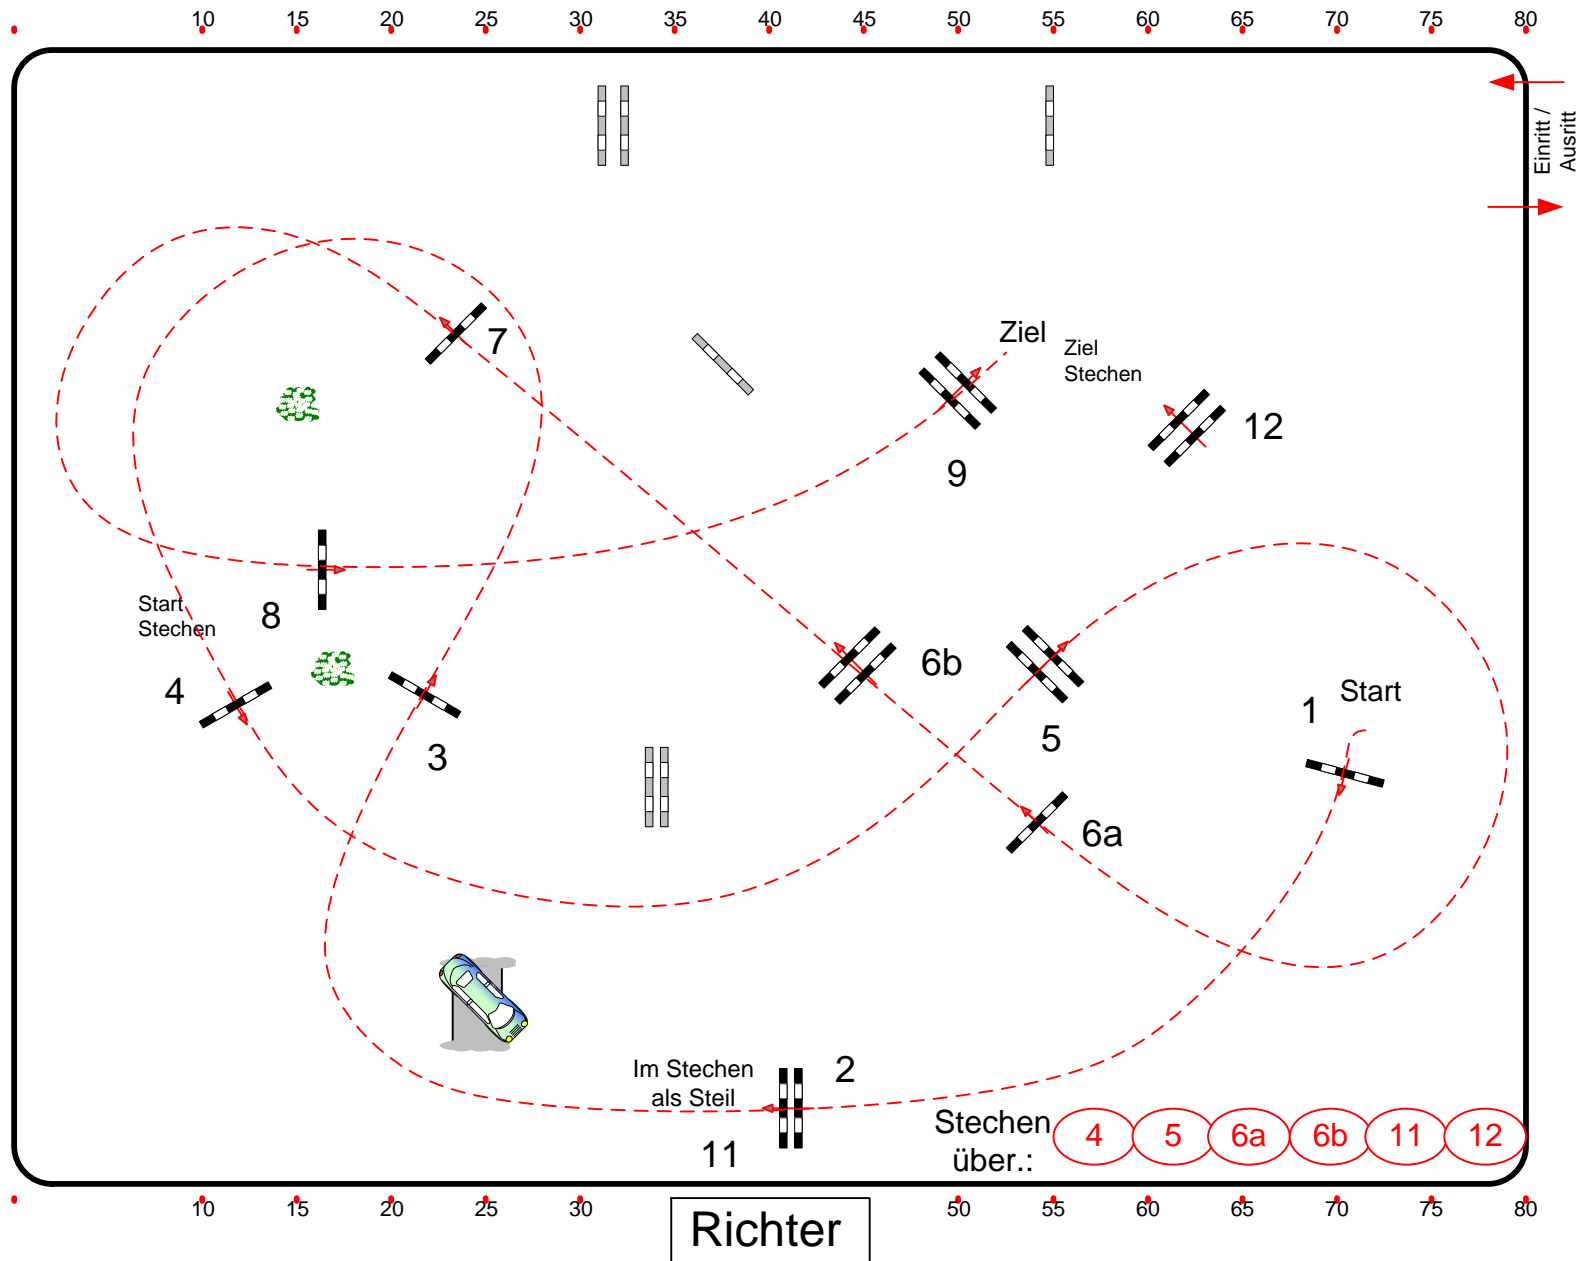 10 15 20 25 30 35 40 45 50 55 60 65 70 75 80
Einritt /
Ausritt
7
Ziel
Ziel
Stechen
12
9
Start
Stechen
8
4
3
6b
5
1
Start
6a
Im Stechen
als Steil
2
11
Stechen
über.:
4 5 6a 6b 11 12
10 15 20 25 30 50 55 60 65 70 75 80
Richter